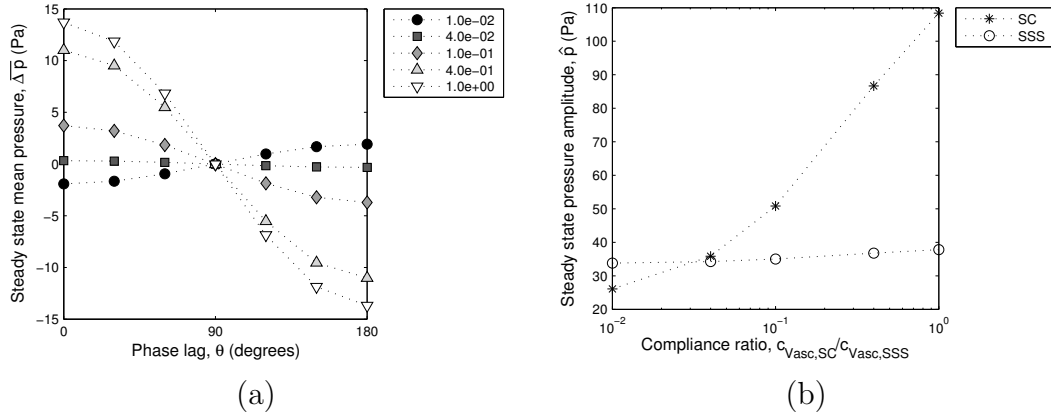 15
10
5
0
−5
−10
−15
0
90
180
Steady state mean pressure, Δ p (Pa)
Phase lag, θ (degrees)
1.0e−02
4.0e−02
1.0e−01
4.0e−01
1.0e+00
(a)
110
100
90
80
70
60
50
40
30
20
10⁻²
10⁻¹
10⁰
Steady state pressure amplitude, p̂ (Pa)
Compliance ratio, c_Vasc,SC/c_Vasc,SSS
SC
SSS
(b)